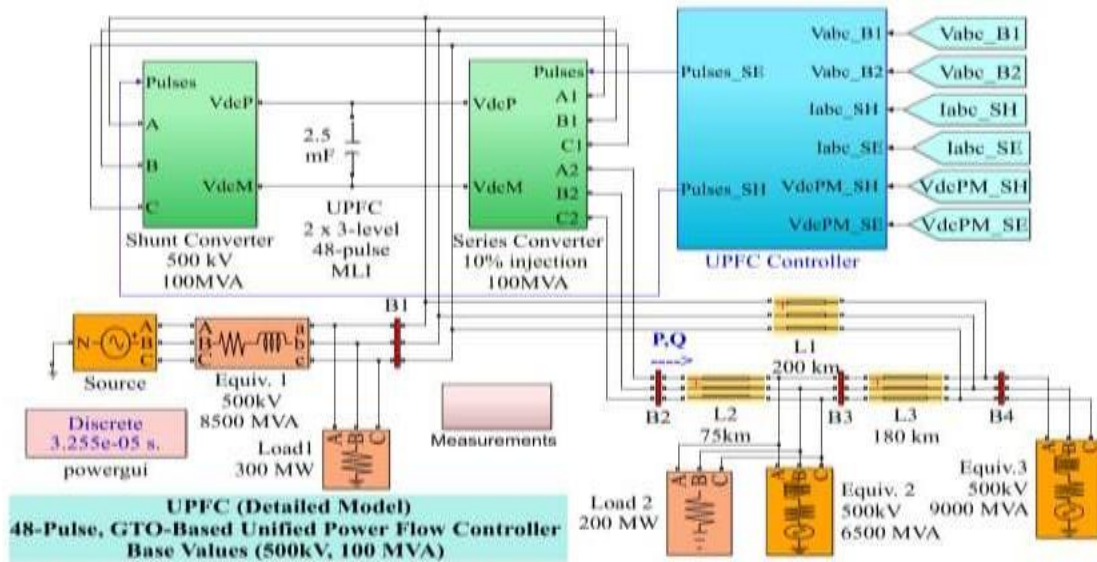 Pulses
A
B
C
VdcP
VdcM
Shunt Converter
500 kV
100MVA
2.5
mF
UPFC
2 x 3-level
48-pulse
MLI
Pulses
A1
B1
C1
A2
B2
C2
VdcP
VdcM
Series Converter
10% injection
100MVA
Pulses_SE
Pulses_SH
Vabc_B1
Vabc_B2
Iabc_SH
Iabc_SE
VdcPM_SH
VdcPM_SE
UPFC Controller
Vabc_B1
Vabc_B2
Iabc_SH
Iabc_SE
VdcPM_SH
VdcPM_SE
N
A
B
C
Source
A
B
C
a
b
c
Equiv. 1
500kV
8500 MVA
B1
Discrete
3.255e-05 s.
powergui
A
B
C
Load1
300 MW
Measurements
L1
200 km
P,Q
---->
B2
L2
75km
B3
L3
180 km
B4
A
B
C
Load 2
200 MW
A
B
C
Equiv. 2
500kV
6500 MVA
A
B
C
Equiv.3
500kV
9000 MVA
UPFC (Detailed Model)
48-Pulse, GTO-Based Unified Power Flow Controller
Base Values (500kV, 100 MVA)